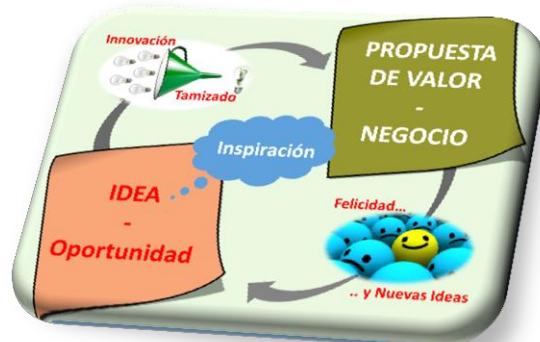 Innovación
Tamizado
PROPUESTA
DE VALOR
-
NEGOCIO
Inspiración
IDEA
-
Oportunidad
Felicidad...
.. y Nuevas Ideas